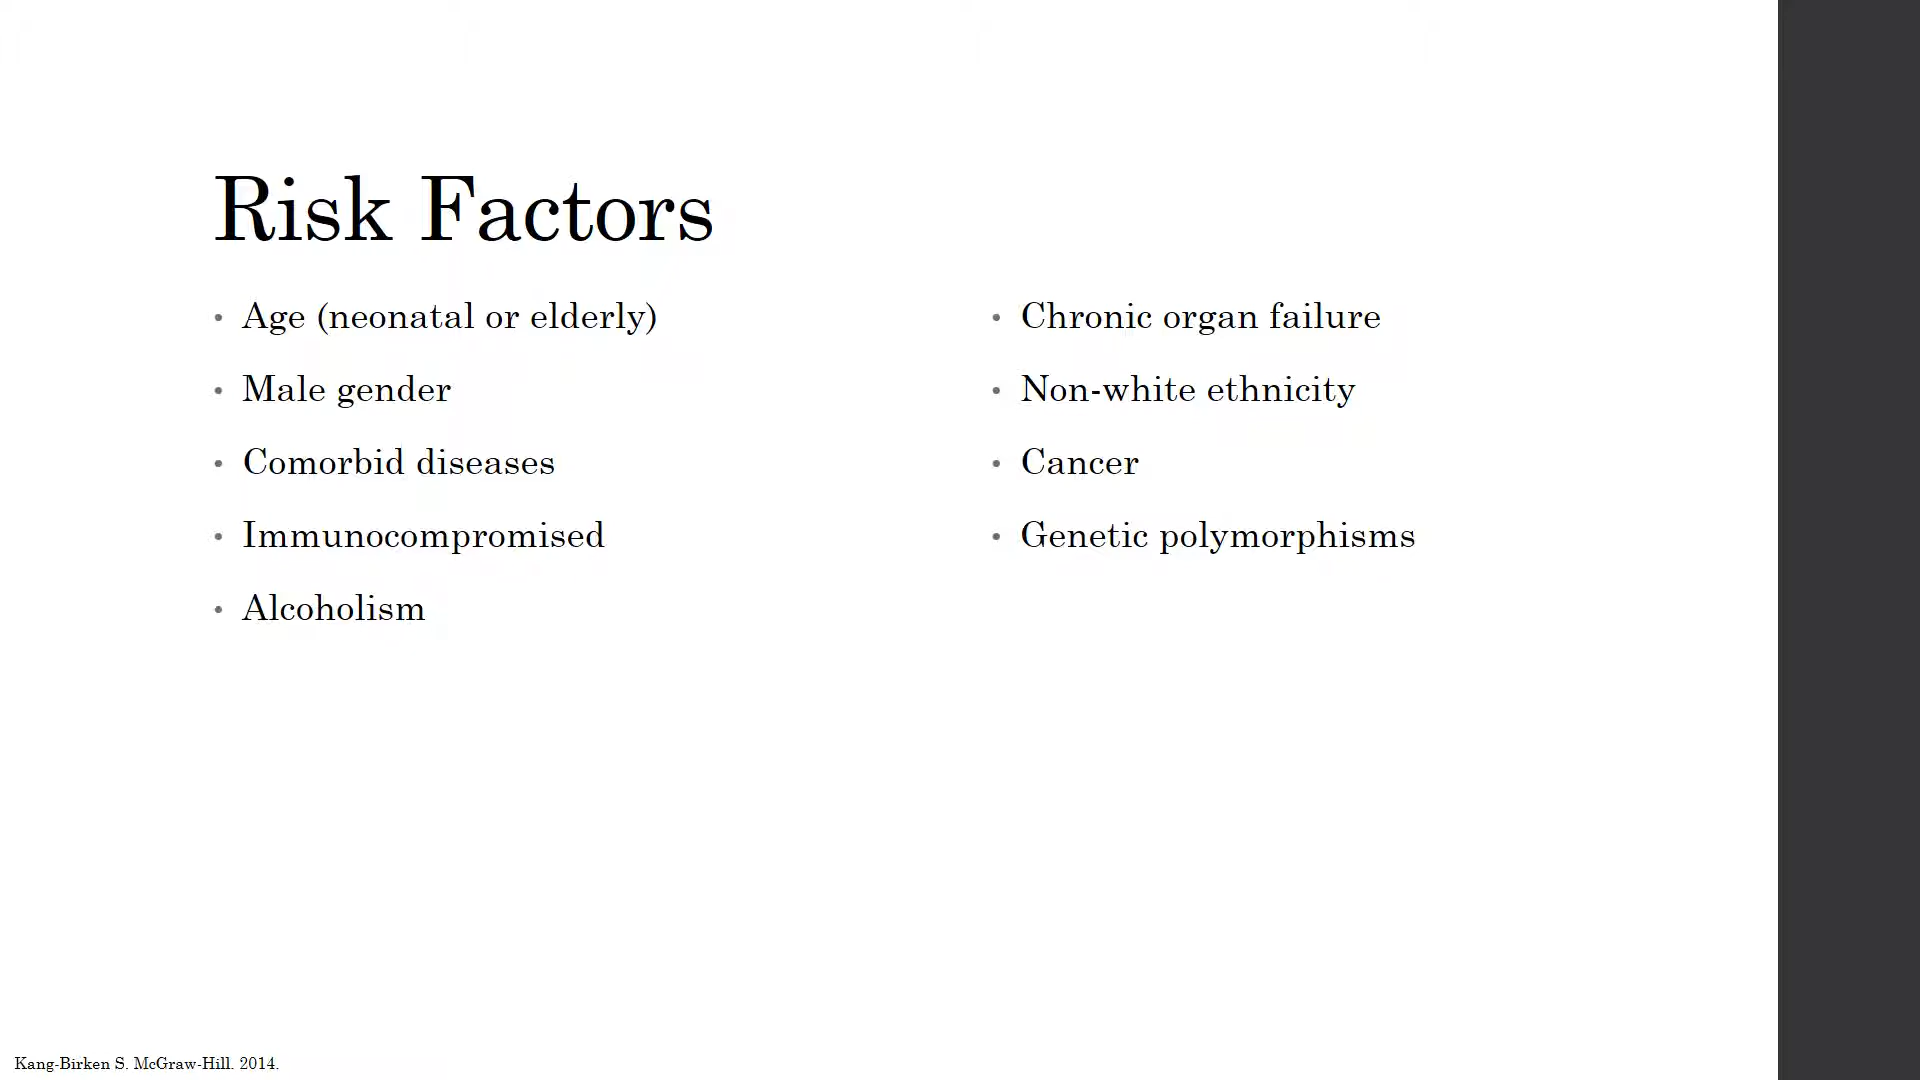 Risk Factors
• Age (neonatal or elderly)
• Male gender
• Comorbid diseases
• Immunocompromised
• Alcoholism
• Chronic organ failure
• Non-white ethnicity
• Cancer
• Genetic polymorphisms
Kang-Birken S. McGraw-Hill. 2014.